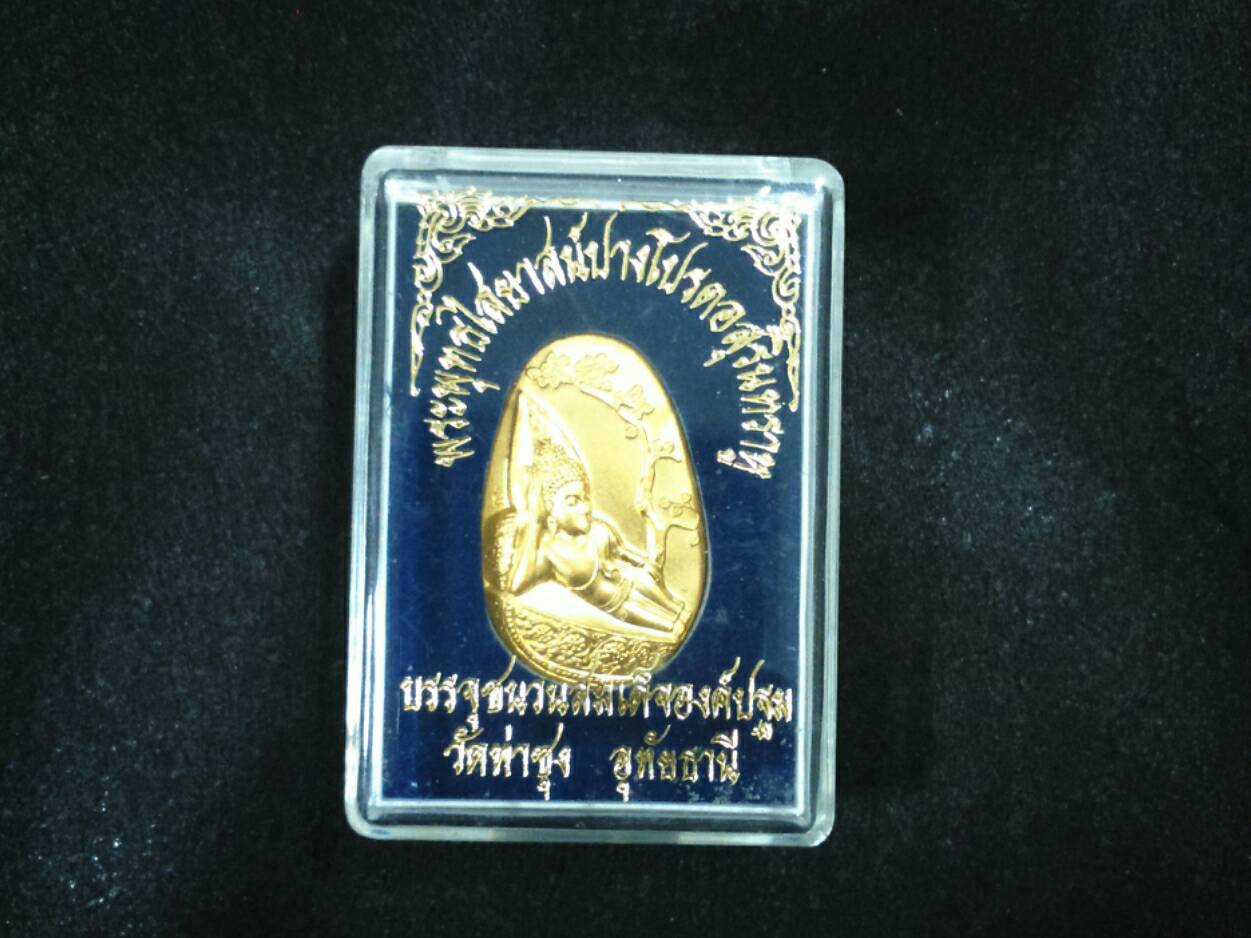 พระพุทธไสยาสน์ปางโปรดอสุรินทราหู
บรรจุชนวนสมเด็จองค์ปฐม
วัดท่าซุง อุทัยธานี